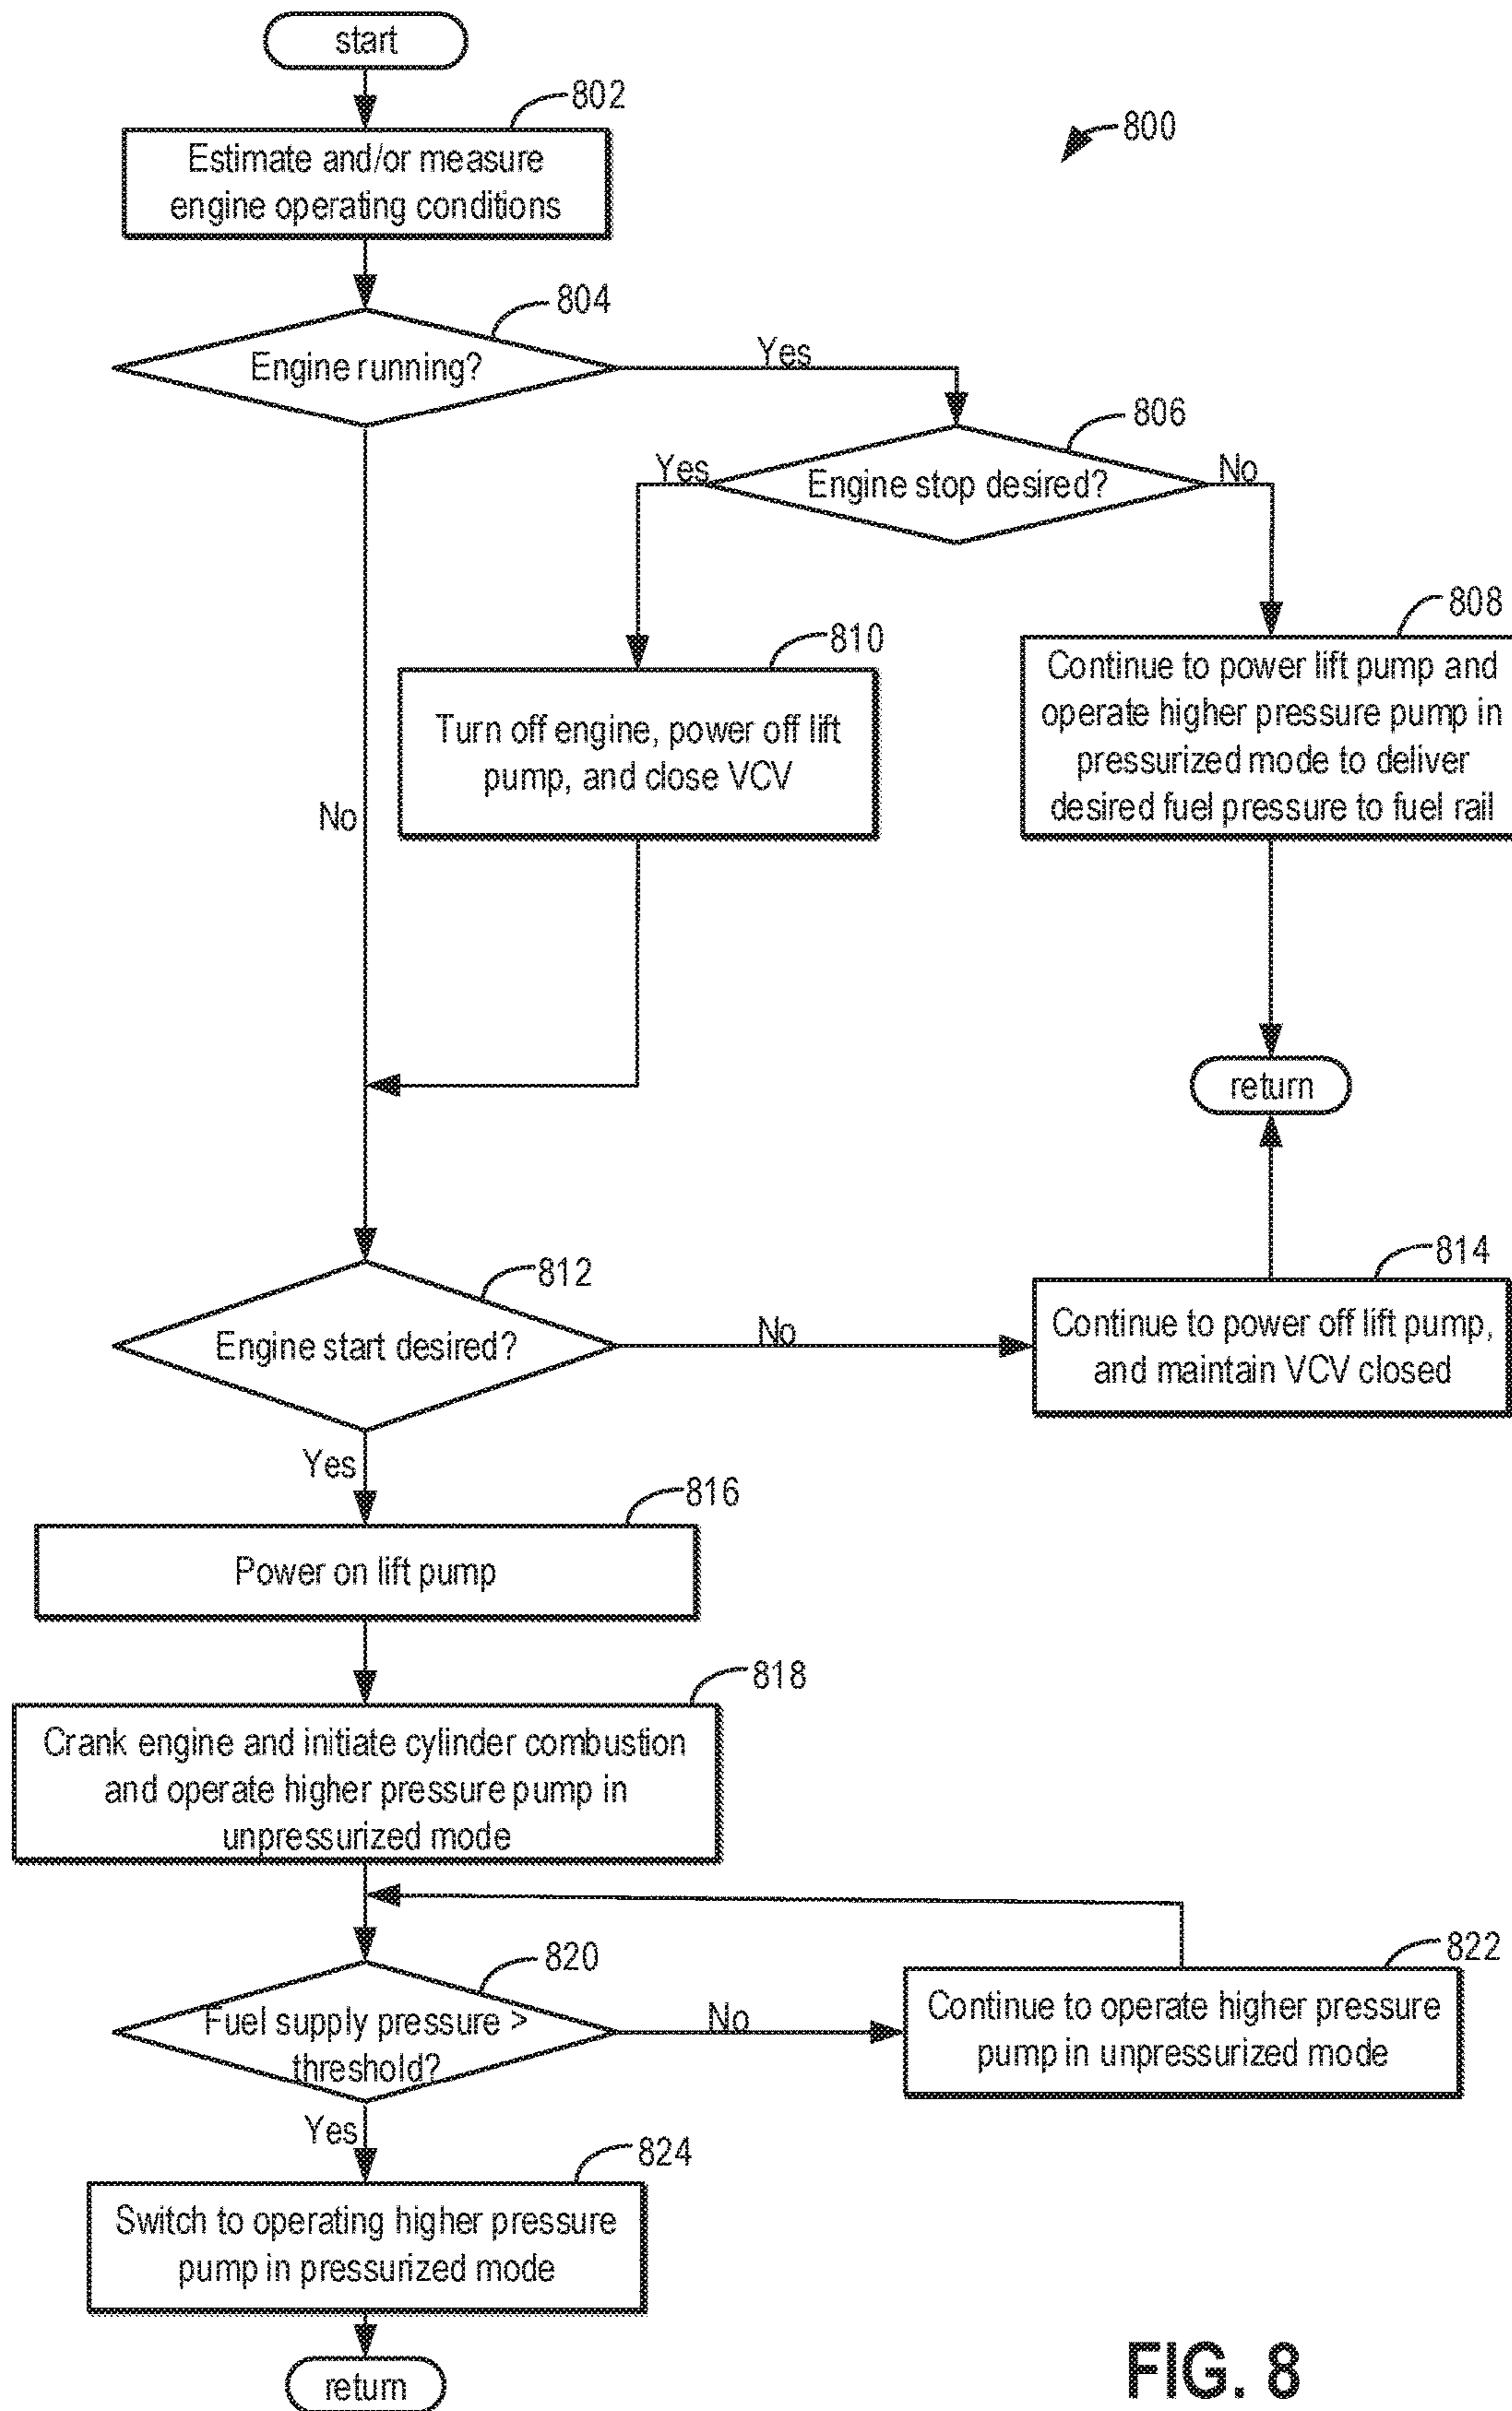 start
802
800
Estimate and/or measure
engine operating conditions
804
Engine running?
Yes
806
Yes
Engine stop desired?
No
808
810
Continue to power lift pump and
operate higher pressure pump in
pressurized mode to deliver
desired fuel pressure to fuel rail
Turn off engine, power off lift
pump, and close VCV
No
return
812
814
Engine start desired?
No
Continue to power off lift pump,
and maintain VCV closed
Yes
816
Power on lift pump
818
Crank engine and initiate cylinder combustion
and operate higher pressure pump in
unpressurized mode
820
822
Fuel supply pressure >
threshold?
No
Continue to operate higher pressure
pump in unpressurized mode
Yes
824
Switch to operating higher pressure
pump in pressurized mode
return
FIG. 8